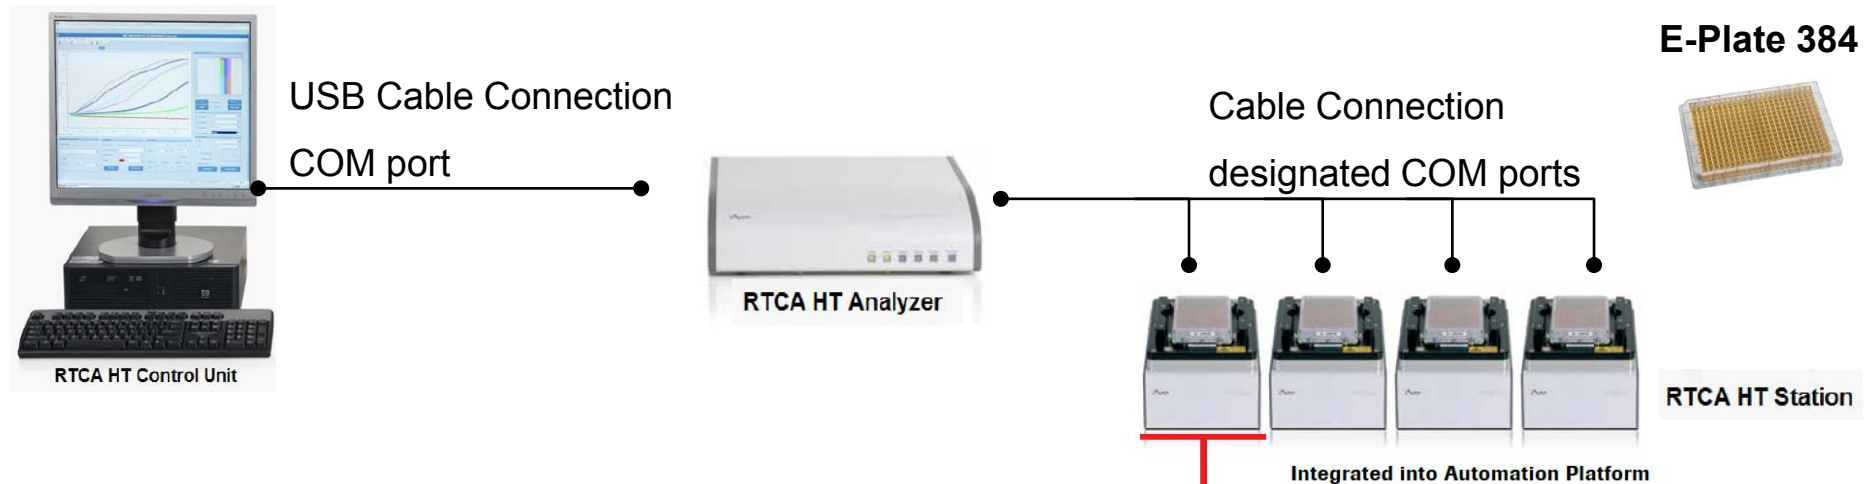 E-Plate 384
USB Cable Connection
COM port
Cable Connection
designated COM ports
RTCA HT Analyzer
RTCA HT Control Unit
RTCA HT Station
Integrated into Automation Platform